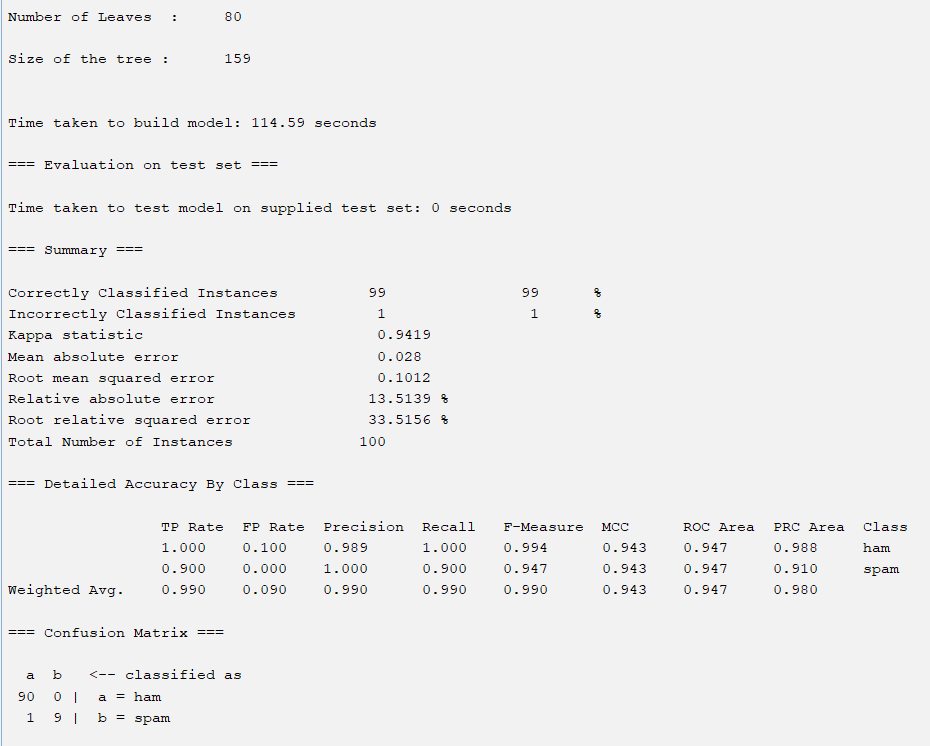 Number of Leaves  :     80
Size of the tree :      159
Time taken to build model: 114.59 seconds
=== Evaluation on test set ===
Time taken to test model on supplied test set: 0 seconds
=== Summary ===
Correctly Classified Instances          99               99      %
Incorrectly Classified Instances         1                1      %
Kappa statistic                          0.9419
Mean absolute error                      0.028
Root mean squared error                  0.1012
Relative absolute error                 13.5139 %
Root relative squared error             33.5156 %
Total Number of Instances              100
=== Detailed Accuracy By Class ===
                 TP Rate  FP Rate  Precision  Recall   F-Measure  MCC      ROC Area  PRC Area  Class
                 1.000    0.100    0.989      1.000    0.994      0.943    0.947     0.988     ham
                 0.900    0.000    1.000      0.900    0.947      0.943    0.947     0.910     spam
Weighted Avg.    0.990    0.090    0.990      0.990    0.990      0.943    0.947     0.980
=== Confusion Matrix ===
  a  b   <-- classified as
 90  0 |  a = ham
  1  9 |  b = spam